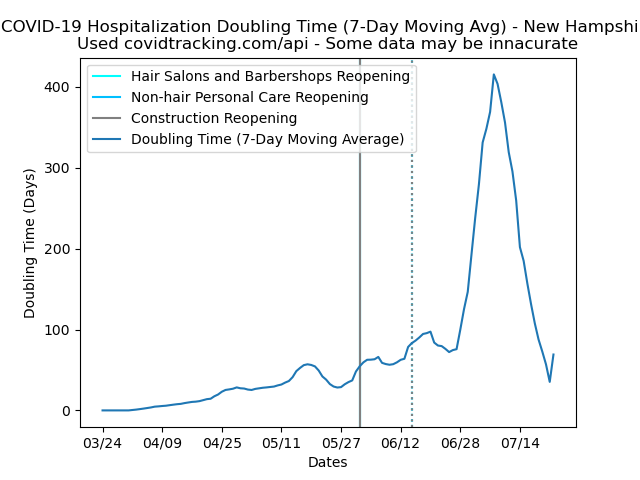 COVID-19 Hospitalization Doubling Time (7-Day Moving Avg) - New Hampshi
Used covidtracking.com/api - Some data may be innacurate
Hair Salons and Barbershops Reopening
Non-hair Personal Care Reopening
Construction Reopening
Doubling Time (7-Day Moving Average)
Doubling Time (Days)
400
300
200
100
0
03/24 04/09 04/25 05/11 05/27 06/12 06/28 07/14
Dates